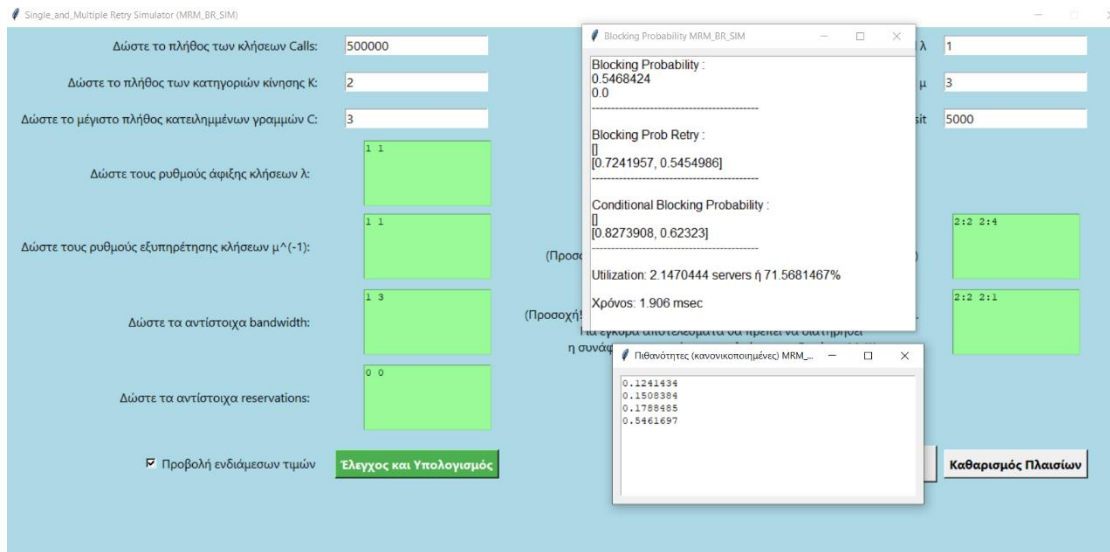 Single_and_Multiple Retry Simulator (MRM_BR_SIM)
Δώστε το πλήθος των κλήσεων Calls:
500000
λ
1
Δώστε το πλήθος των κατηγοριών κίνησης K:
2
μ
3
Δώστε το μέγιστο πλήθος κατειλημμένων γραμμών C:
3
sit
5000
Δώστε τους ρυθμούς άφιξης κλήσεων λ:
1 1
Δώστε τους ρυθμούς εξυπηρέτησης κλήσεων μ^(-1):
1 1
(Προσο
)
2:2 2:4
Δώστε τα αντίστοιχα bandwidth:
1 3
(Προσοχή!
2:2 2:1
η συνάφ
Δώστε τα αντίστοιχα reservations:
0 0
Προβολή ενδιάμεσων τιμών
Έλεγχος και Υπολογισμός
Καθαρισμός Πλαισίων
Blocking Probability MRM_BR_SIM
Blocking Probability :
0.5468424
0.0
------------------------------------------
Blocking Prob Retry :
[]
[0.7241957, 0.5454986]
------------------------------------------
Conditional Blocking Probability :
[]
[0.8273908, 0.62323]
------------------------------------------
Utilization: 2.1470444 servers ή 71.5681467%
Χρόνος: 1.906 msec
Πιθανότητες (κανονικοποιημένες) MRM_...
0.1241434
0.1508384
0.1788485
0.5461697